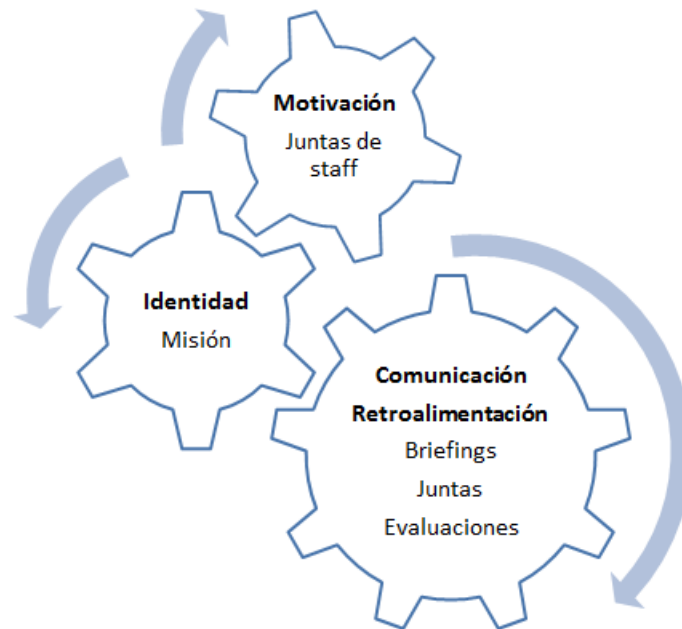 Motivación
Juntas de
staff
Identidad
Misión
Comunicación
Retroalimentación
Briefings
Juntas
Evaluaciones